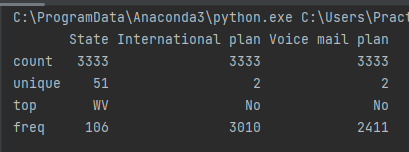 C:\ProgramData\Anaconda3\python.exe C:\Users\Pract
State International plan Voice mail plan
count 3333 3333 3333
unique 51 2 2
top WV No No
freq 106 3010 2411